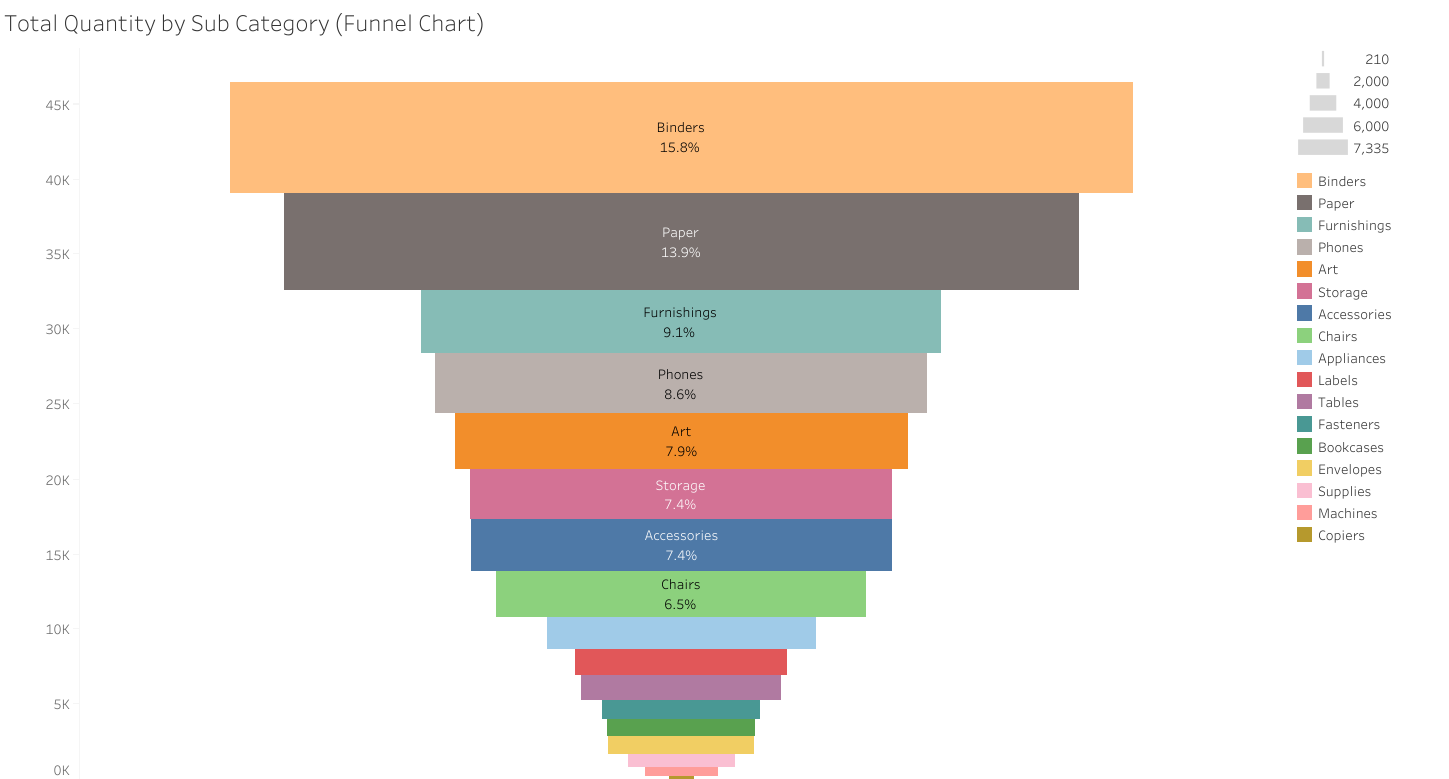 Total Quantity by Sub Category (Funnel Chart)
45K
40K
35K
30K
25K
20K
15K
10K
5K
0K
Binders
15.8%
Paper
13.9%
Furnishings
9.1%
Phones
8.6%
Art
7.9%
Storage
7.4%
Accessories
7.4%
Chairs
6.5%
210
2,000
4,000
6,000
7,335
Binders
Paper
Furnishings
Phones
Art
Storage
Accessories
Chairs
Appliances
Labels
Tables
Fasteners
Bookcases
Envelopes
Supplies
Machines
Copiers